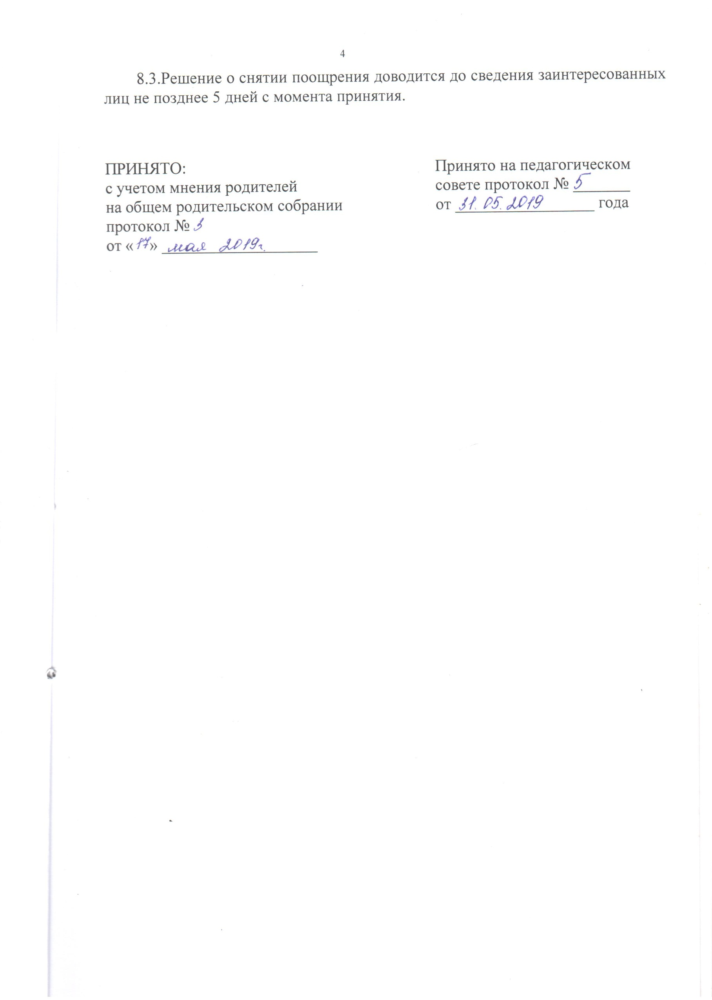 4
8.3.Решение о снятии поощрения доводится до сведения заинтересованных
лиц не позднее 5 дней с момента принятия.
ПРИНЯТО:
с учетом мнения родителей
на общем родительском собрании
протокол № 3
от «17» мая 2019г.
Принято на педагогическом
совете протокол № 5
от 31.05.2019 года